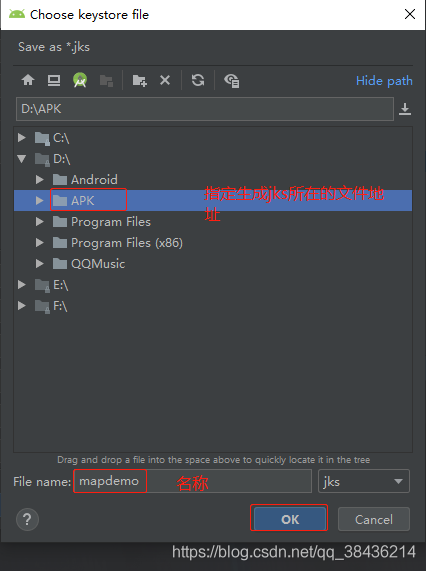 Choose keystore file
Save as *.jks
Hide path
D:\APK
C:\
D:\
Android
APK
指定生成jks所在的文件地
址
Program Files
Program Files (x86)
QQMusic
E:\
F:\
Drag and drop a file into the space above to quickly locate it in the tree
File name: mapdemo 名称 jks
? OK Cancel
https://blog.csdn.net/qq_38436214